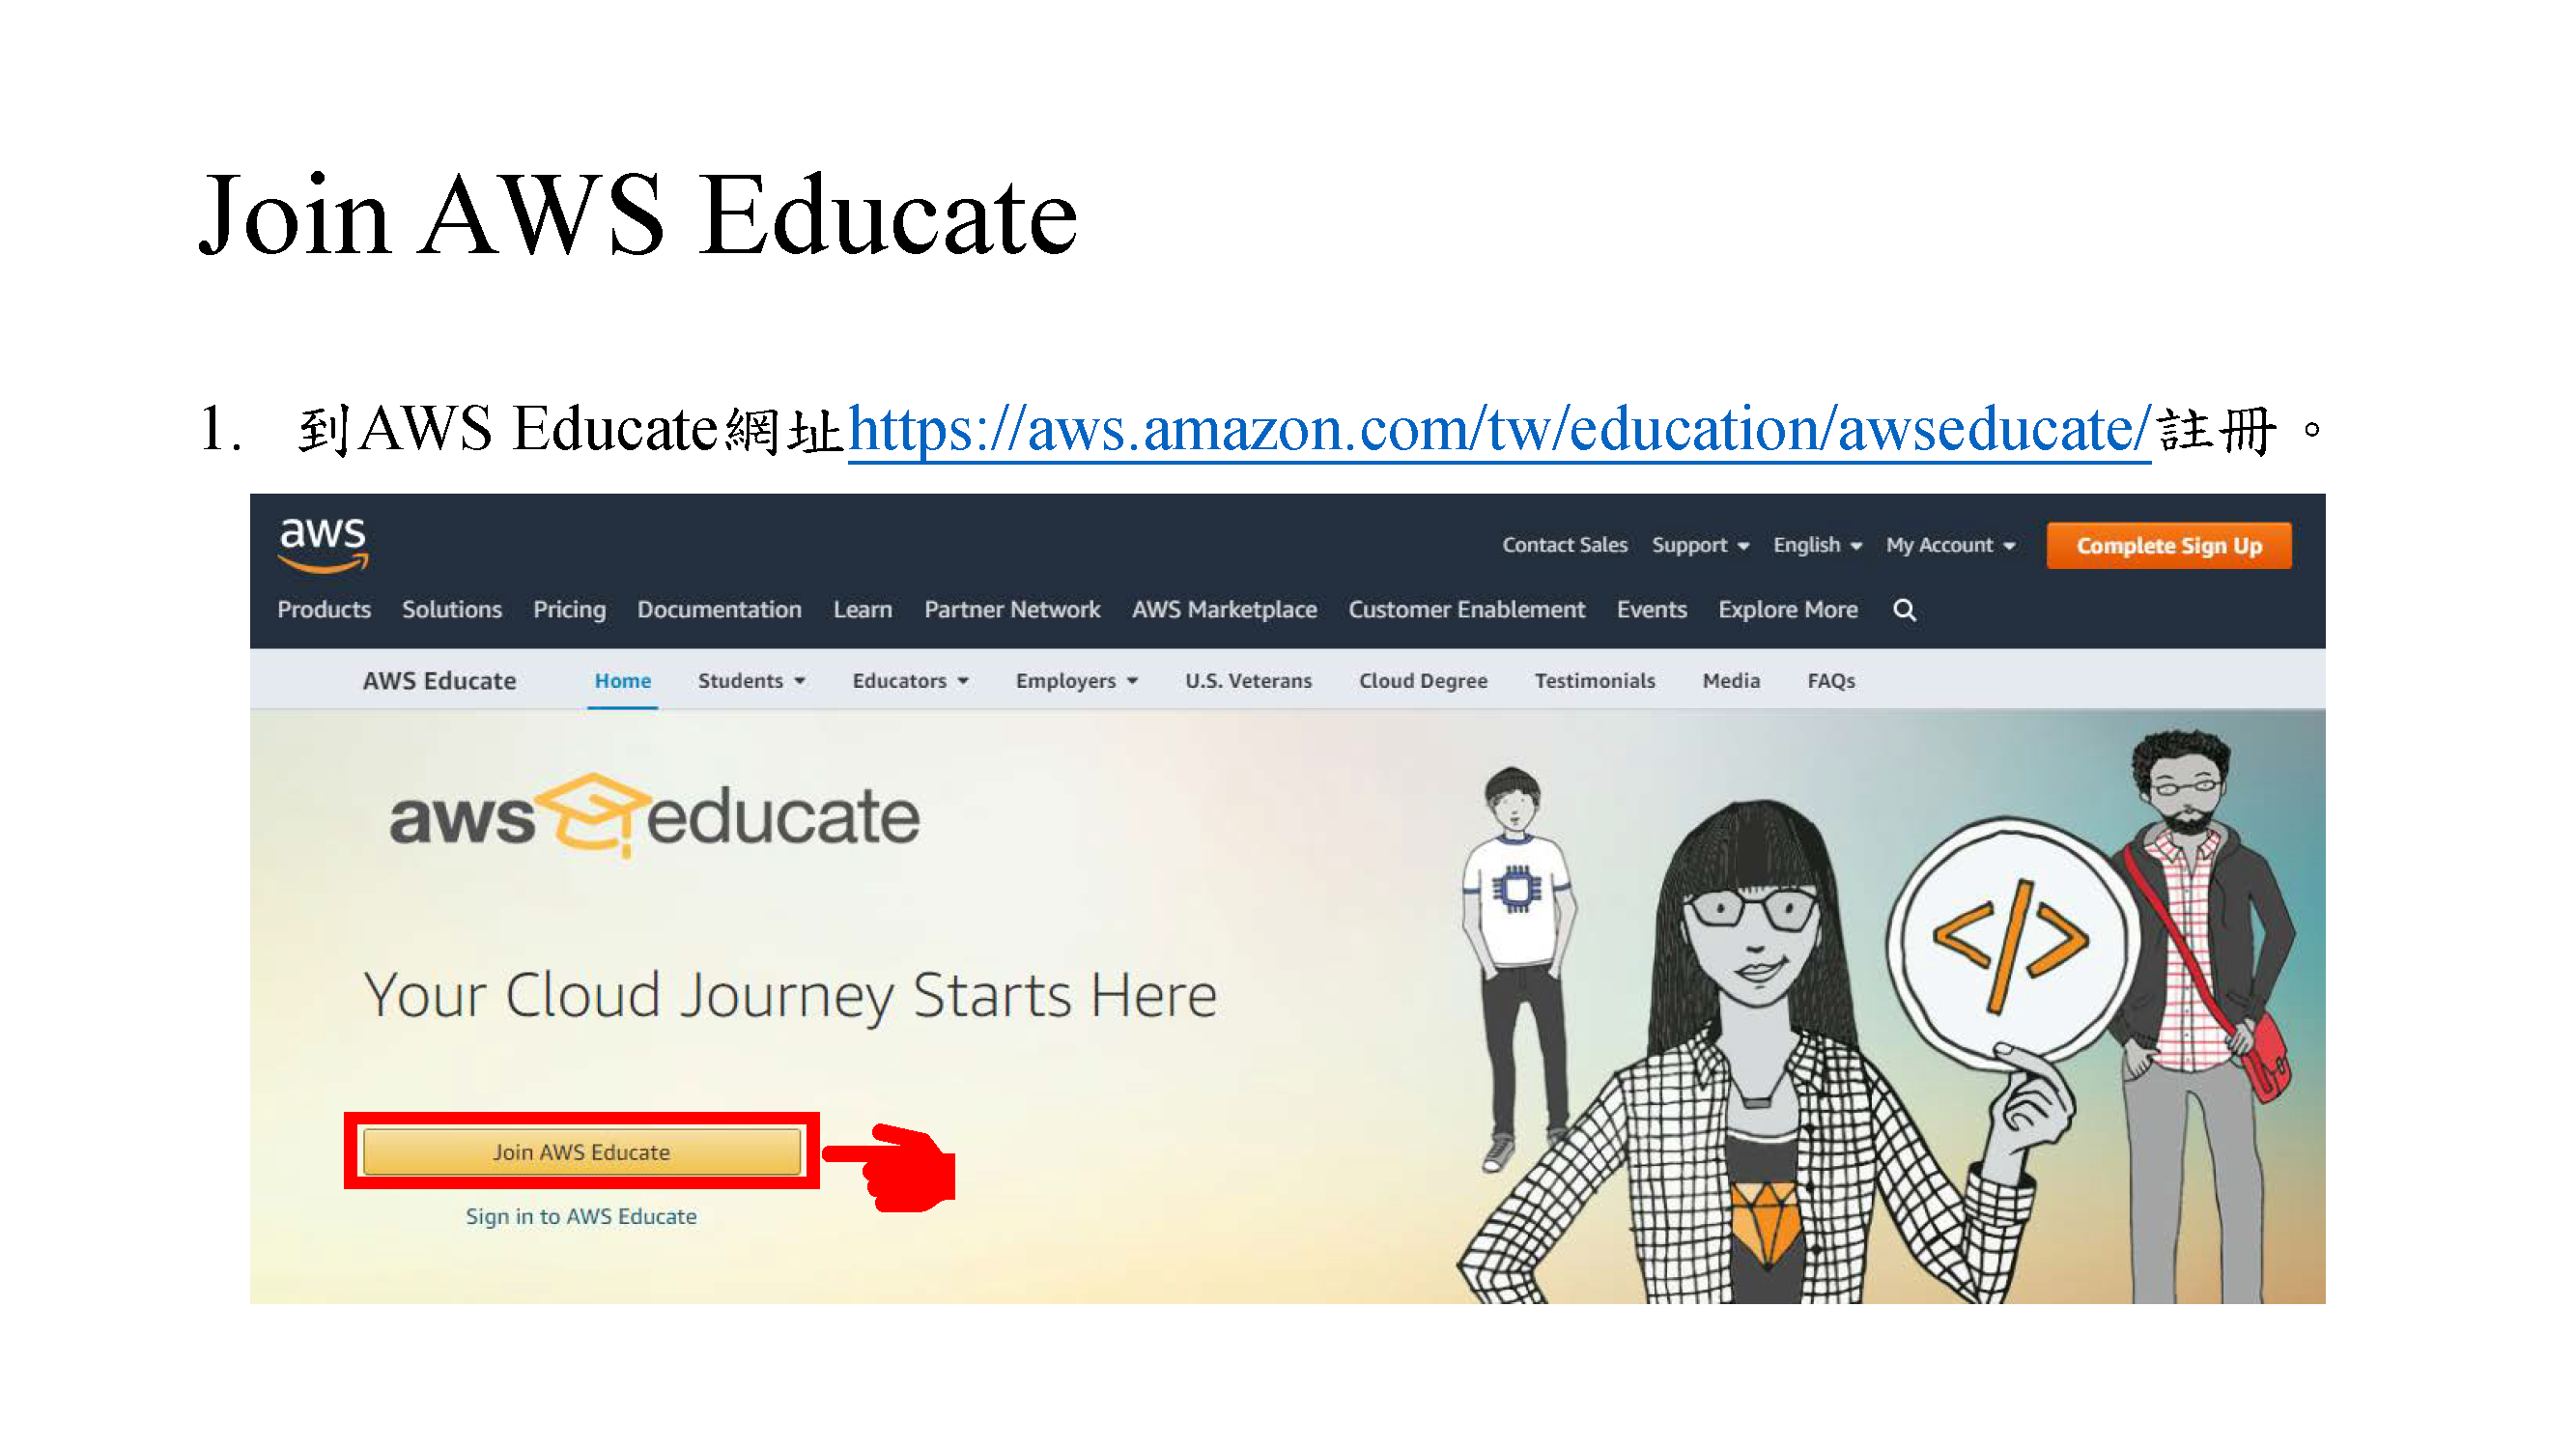 Join AWS Educate
1. 到AWS Educate網址https://aws.amazon.com/tw/education/awseducate/註冊。
aws
Contact Sales Support English My Account Complete Sign Up
Products Solutions Pricing Documentation Learn Partner Network AWS Marketplace Customer Enablement Events Explore More
AWS Educate Home Students Educators Employers U.S. Veterans Cloud Degree Testimonials Media FAQs
aws educate
</>
Your Cloud Journey Starts Here
Join AWS Educate
Sign in to AWS Educate